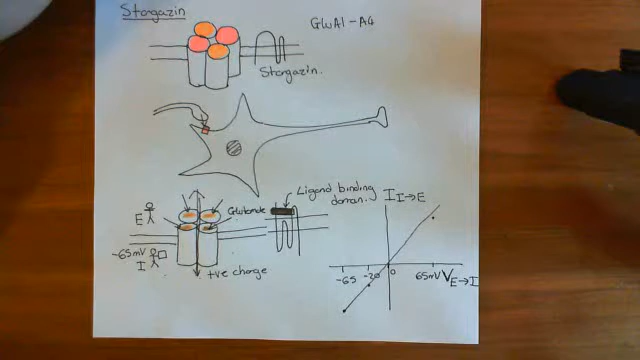 Stargazin
GluA1-A4
Stargazin.
Ligand binding
domain.
I I→E
E
Glutamate
-65mV
I
+ve charge
-65
-20
0
65mV
V E→I